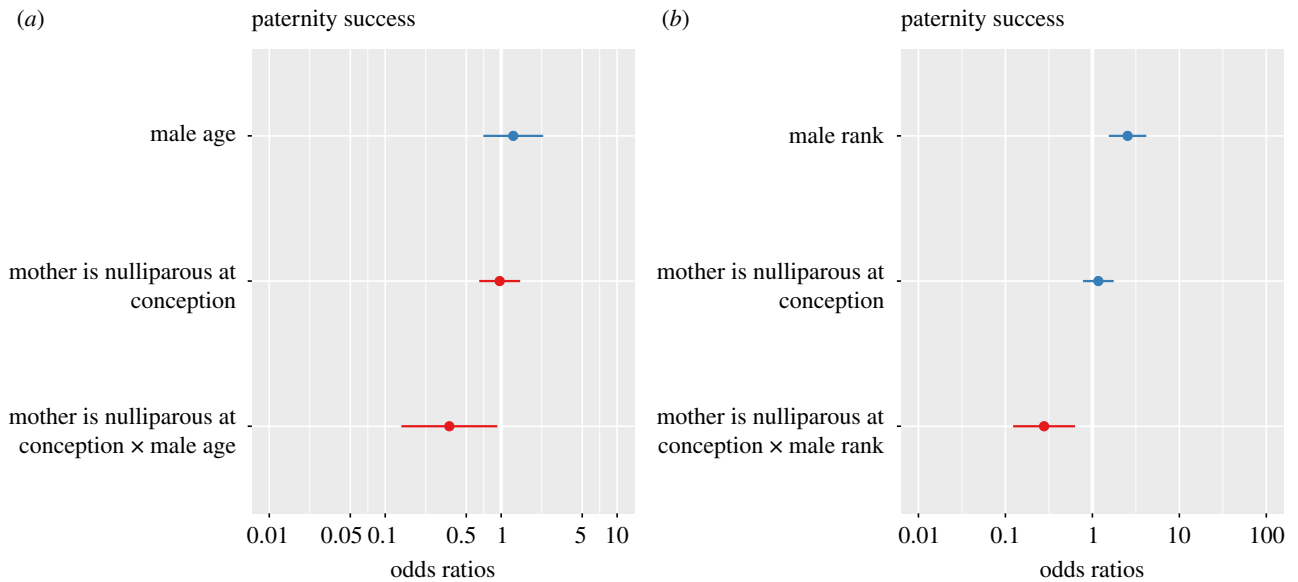 (a)
paternity success
male age
mother is nulliparous at
conception
mother is nulliparous at
conception × male age
0.01 0.05 0.1 0.5 1 5 10
odds ratios
(b)
paternity success
male rank
mother is nulliparous at
conception
mother is nulliparous at
conception × male rank
0.01 0.1 1 10 100
odds ratios